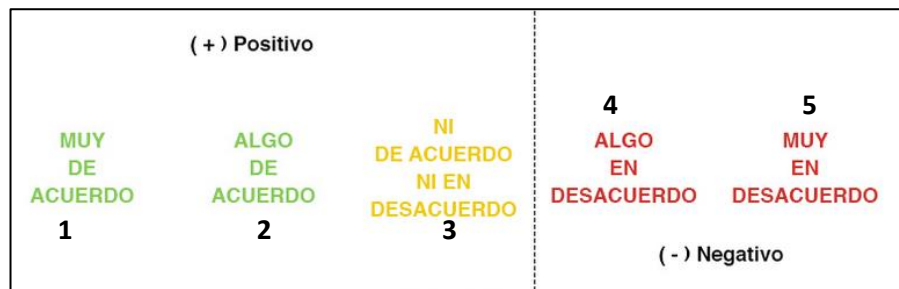 ( + ) Positivo
MUY
DE
ACUERDO
1
ALGO
DE
ACUERDO
2
NI
DE ACUERDO
NI EN
DESACUERDO
3
4
ALGO
EN
DESACUERDO
5
MUY
EN
DESACUERDO
( - ) Negativo